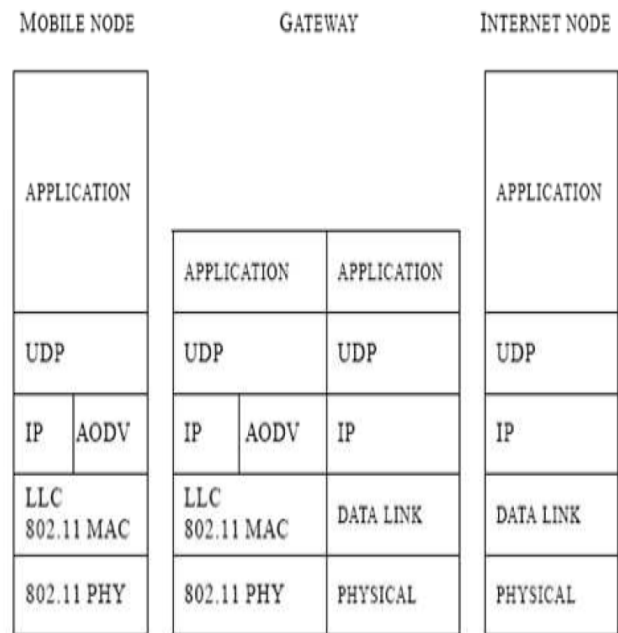 MOBILE NODE
GATEWAY
INTERNET NODE
APPLICATION
APPLICATION
APPLICATION
APPLICATION
UDP
UDP
UDP
UDP
IP
AODV
IP
AODV
IP
IP
LLC
802.11 MAC
LLC
802.11 MAC
DATA LINK
DATA LINK
802.11 PHY
802.11 PHY
PHYSICAL
PHYSICAL